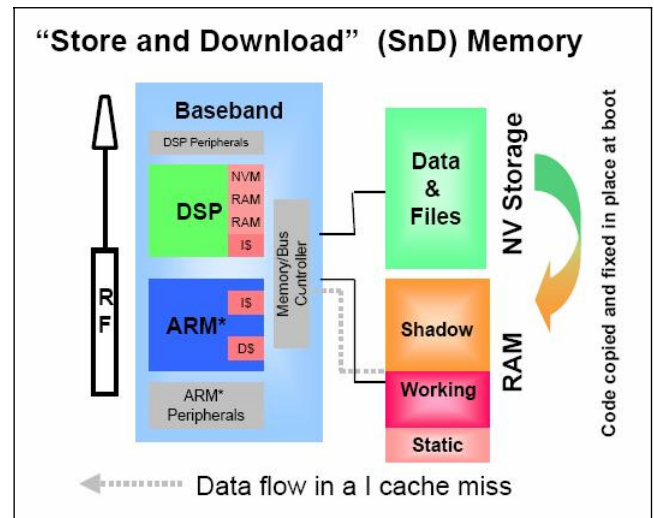 “Store and Download” (SnD) Memory
Baseband
DSP Peripherals
DSP
NVM
RAM
RAM
I$
Memory/Bus
Controller
ARM*
I$
D$
ARM*
Peripherals
RF
Data
&
Files
NV Storage
Shadow
Working
Static
RAM
Code copied and fixed in place at boot
Data flow in a I cache miss